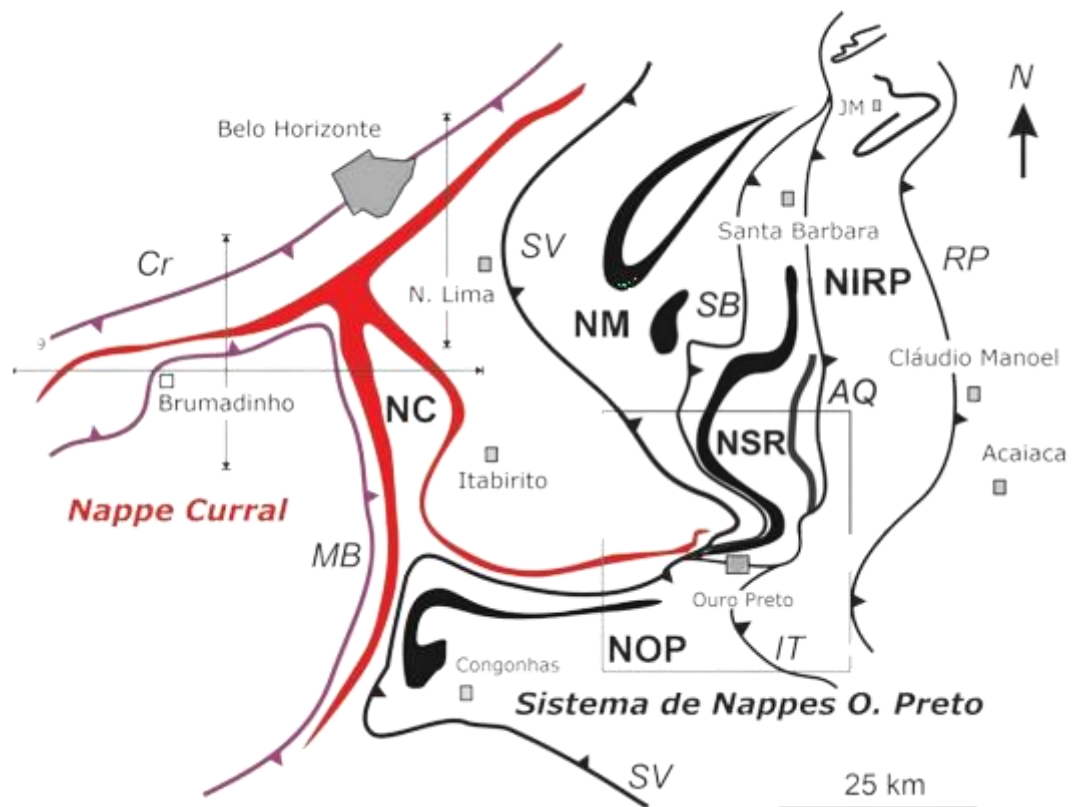 N
JM
Belo Horizonte
Santa Barbara
Cr
SV
N. Lima
NIRP
RP
NM
SB
9
Cláudio Manoel
Brumadinho
NC
AQ
NSR
Acaiaca
Itabirito
Nappe Curral
MB
Ouro Preto
NOP
IT
Congonhas
Sistema de Nappes O. Preto
SV
25 km